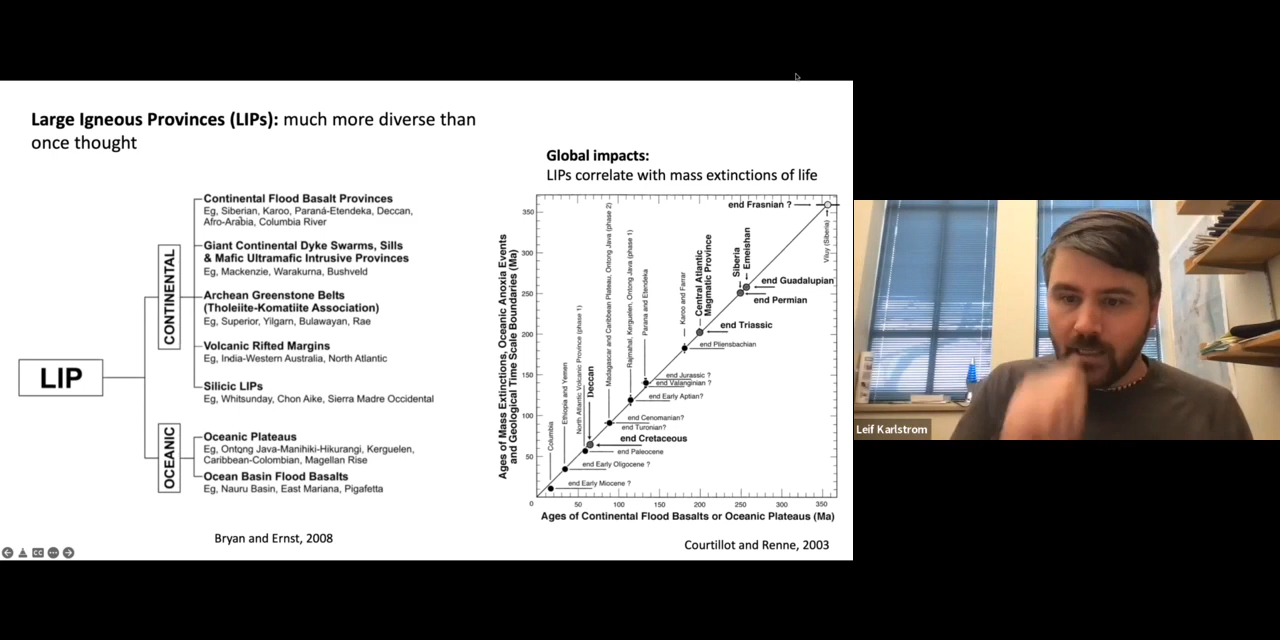 Large Igneous Provinces (LIPs): much more diverse than
once thought
LIP
CONTINENTAL
Continental Flood Basalt Provinces
Eg, Siberian, Karoo, Paraná-Etendeka, Deccan,
Afro-Arabia, Columbia River
Giant Continental Dyke Swarms, Sills
& Mafic Ultramafic Intrusive Provinces
Eg, Mackenzie, Warakurna, Bushveld
Archean Greenstone Belts
(Tholeiite-Komatiite Association)
Eg, Superior, Yilgarn, Bulawayan, Rae
Volcanic Rifted Margins
Eg, India-Western Australia, North Atlantic
Silicic LIPs
Eg, Whitsunday, Chon Aike, Sierra Madre Occidental
OCEANIC
Oceanic Plateaus
Eg, Ontong Java-Manihiki-Hikurangi, Kerguelen,
Caribbean-Colombian, Magellan Rise
Ocean Basin Flood Basalts
Eg, Nauru Basin, East Mariana, Pigafetta
Bryan and Ernst, 2008
Global impacts:
LIPs correlate with mass extinctions of life
Ages of Mass Extinctions, Oceanic Anoxia Events
and Geological Time Scale Boundaries (Ma)
350
300
250
200
150
100
50
0
50
100
150
200
250
300
350
Ages of Continental Flood Basalts or Oceanic Plateaus (Ma)
Columbia
Ethiopia and Yemen
North Atlantic Volcanic Province (phase 1)
Deccan
Madagascar and Caribbean Plateau, Ontong Java (phase 2)
Rajmahal, Kerguelen, Ontong Java (phase 1)
Parana and Etendeka
Karoo and Farrar
Central Atlantic
Magmatic Province
Siberia
Emeishan
Viluy (Siberia)
end Frasnian ?
end Guadalupian
end Permian
end Triassic
end Pliensbachian
end Jurassic ?
end Valanginian ?
end Early Aptian?
end Cenomanian?
end Turonian?
end Cretaceous
end Paleocene
end Early Oligocene ?
end Early Miocene ?
Courtillot and Renne, 2003
CC
Leif Karlstrom